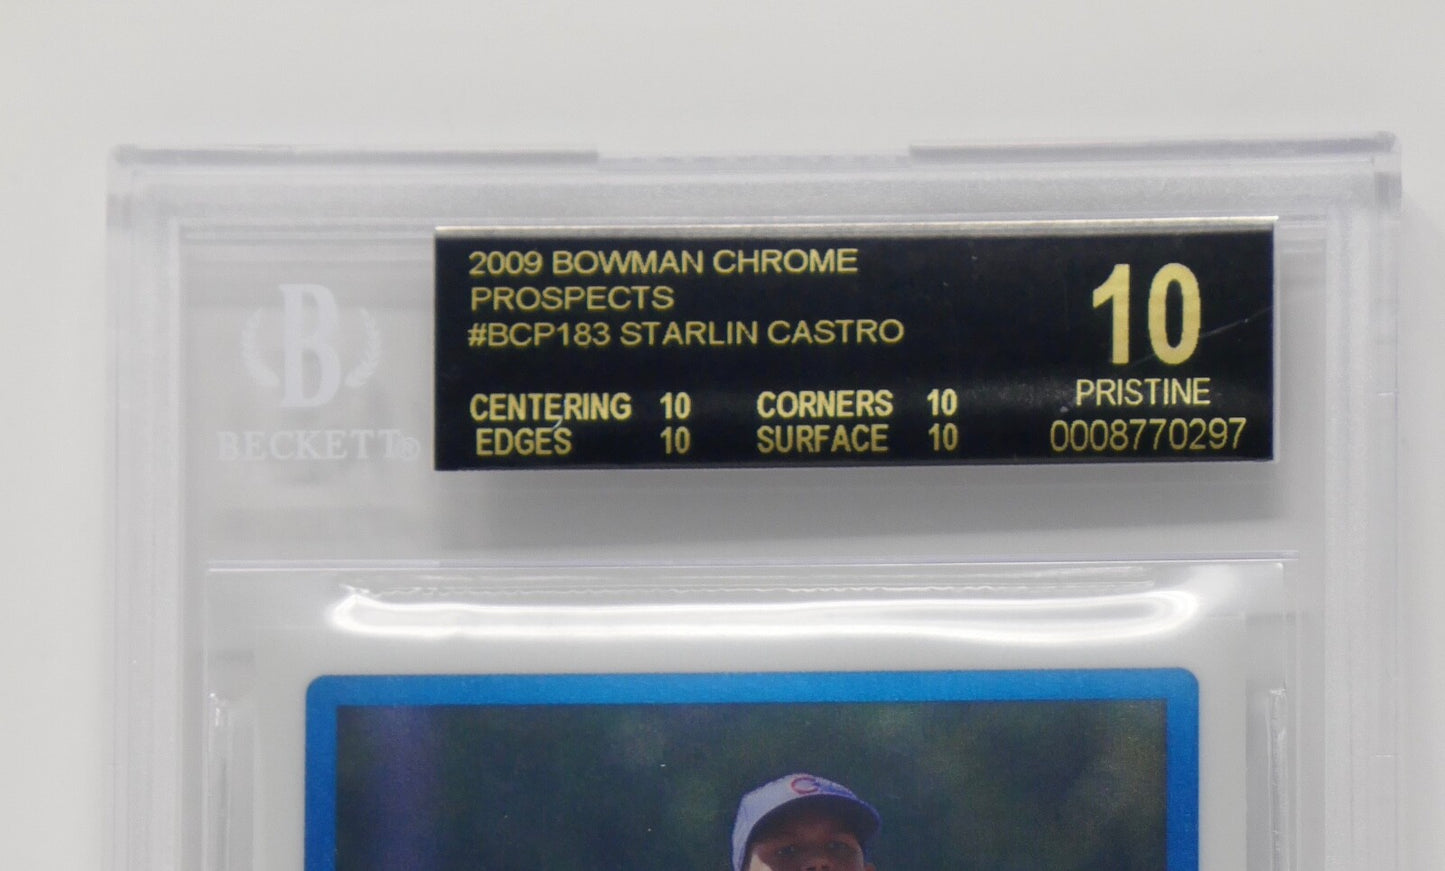 B
BECKETT®
2009 BOWMAN CHROME
PROSPECTS
#BCP183 STARLIN CASTRO
CENTERING 10 CORNERS 10
EDGES 10 SURFACE 10
10
PRISTINE
0008770297
C